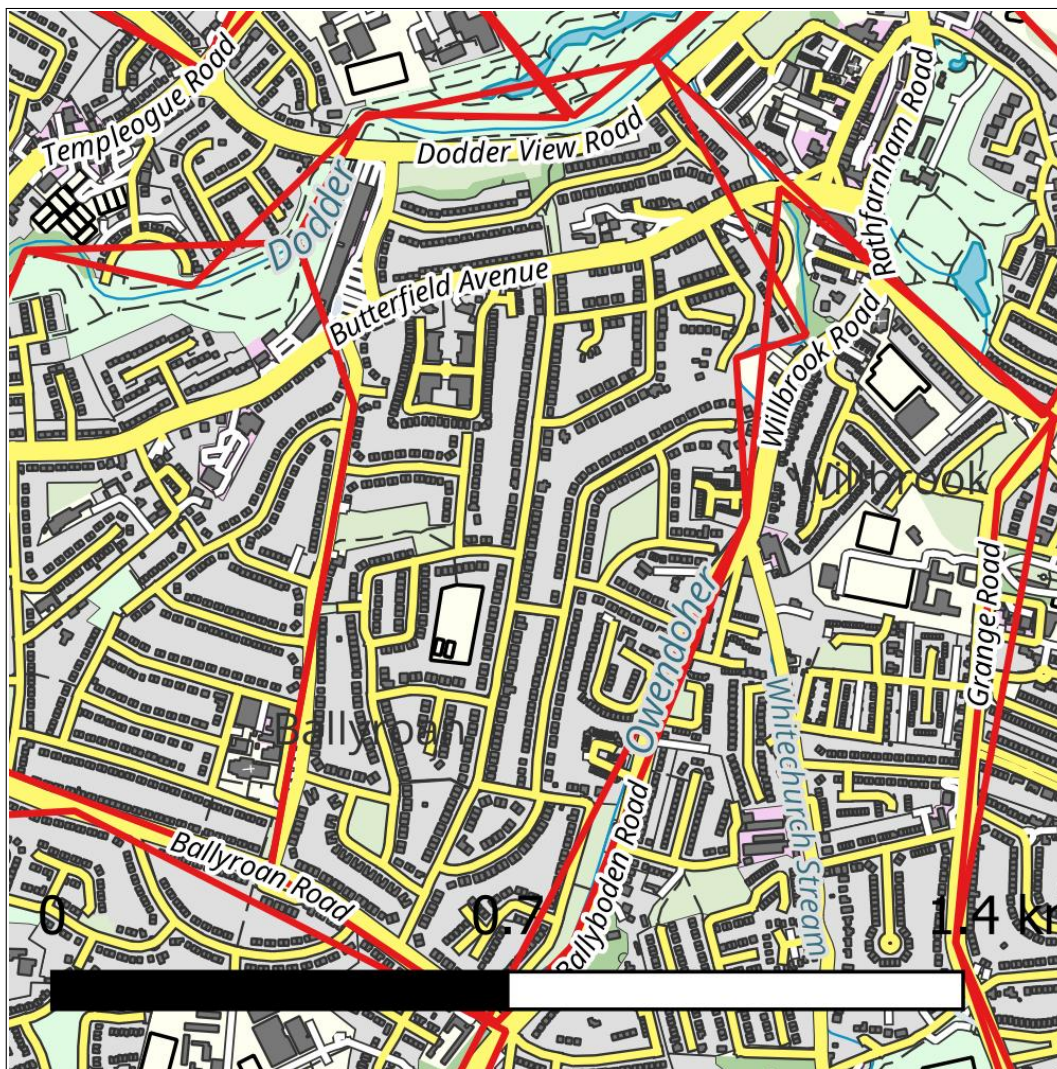 Templeogue Road
Dodder View Road
Rathfarnham Road
Dodder
Butterfield Avenue
Willbrook Road
Willbrook
Owendoher
Grange Road
Ballyroan
Whitechurch Stream
Ballyroan Road
Ballyboden Road
0
0.7
1.4 km